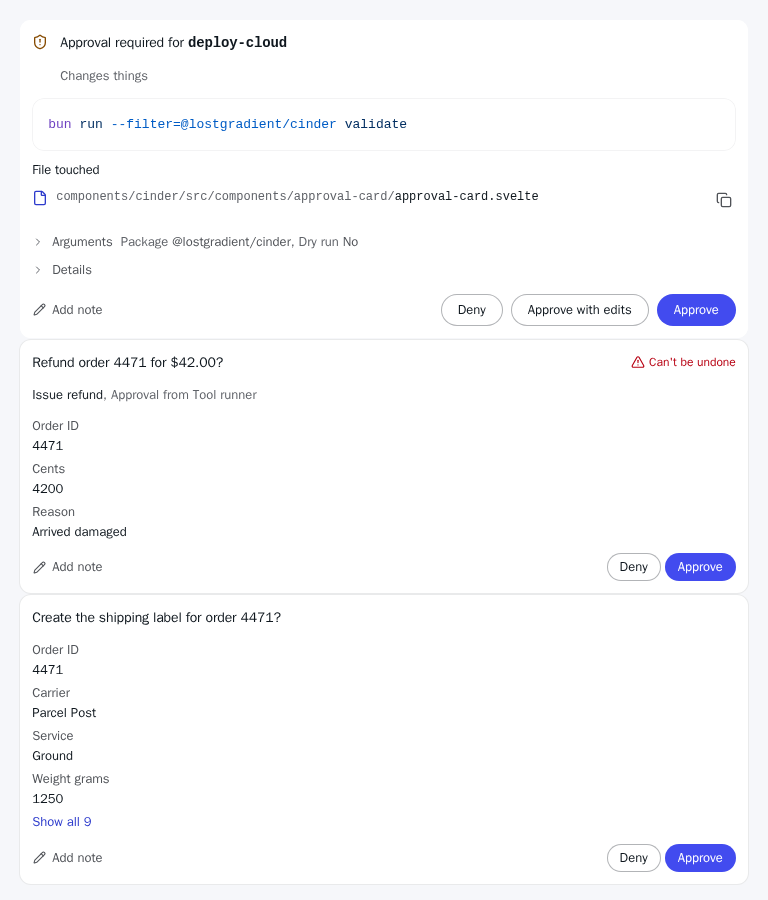 Approval required for deploy-cloud
Changes things
bun run --filter=@lostgradient/cinder validate
File touched
components/cinder/src/components/approval-card/approval-card.svelte
Arguments Package @lostgradient/cinder, Dry run No
Details
Add note Deny Approve with edits Approve
Refund order 4471 for $42.00? Can't be undone
Issue refund, Approval from Tool runner
Order ID
4471
Cents
4200
Reason
Arrived damaged
Add note Deny Approve
Create the shipping label for order 4471?
Order ID
4471
Carrier
Parcel Post
Service
Ground
Weight grams
1250
Show all 9
Add note Deny Approve